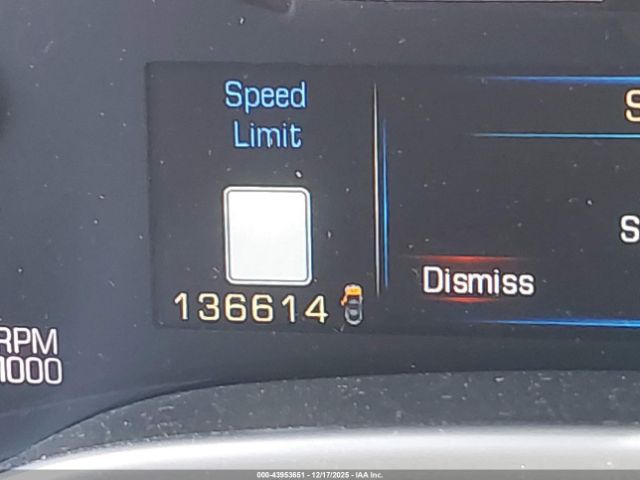 Speed
Limit
136614
Dismiss
RPM
1000
000-43953651 - 12/17/2025 - IAA Inc.